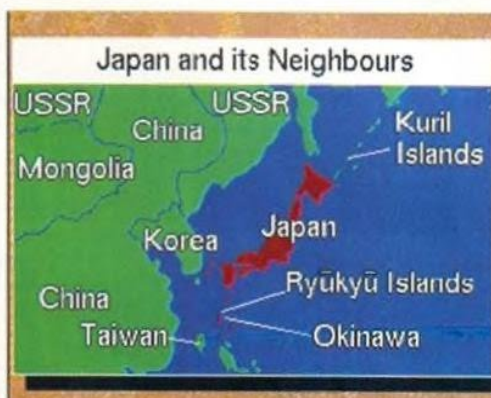 Japan and its Neighbours
USSR
USSR
China
Kuril
Islands
Mongolia
Korea
Japan
China
Ryūkyū Islands
Taiwan
Okinawa